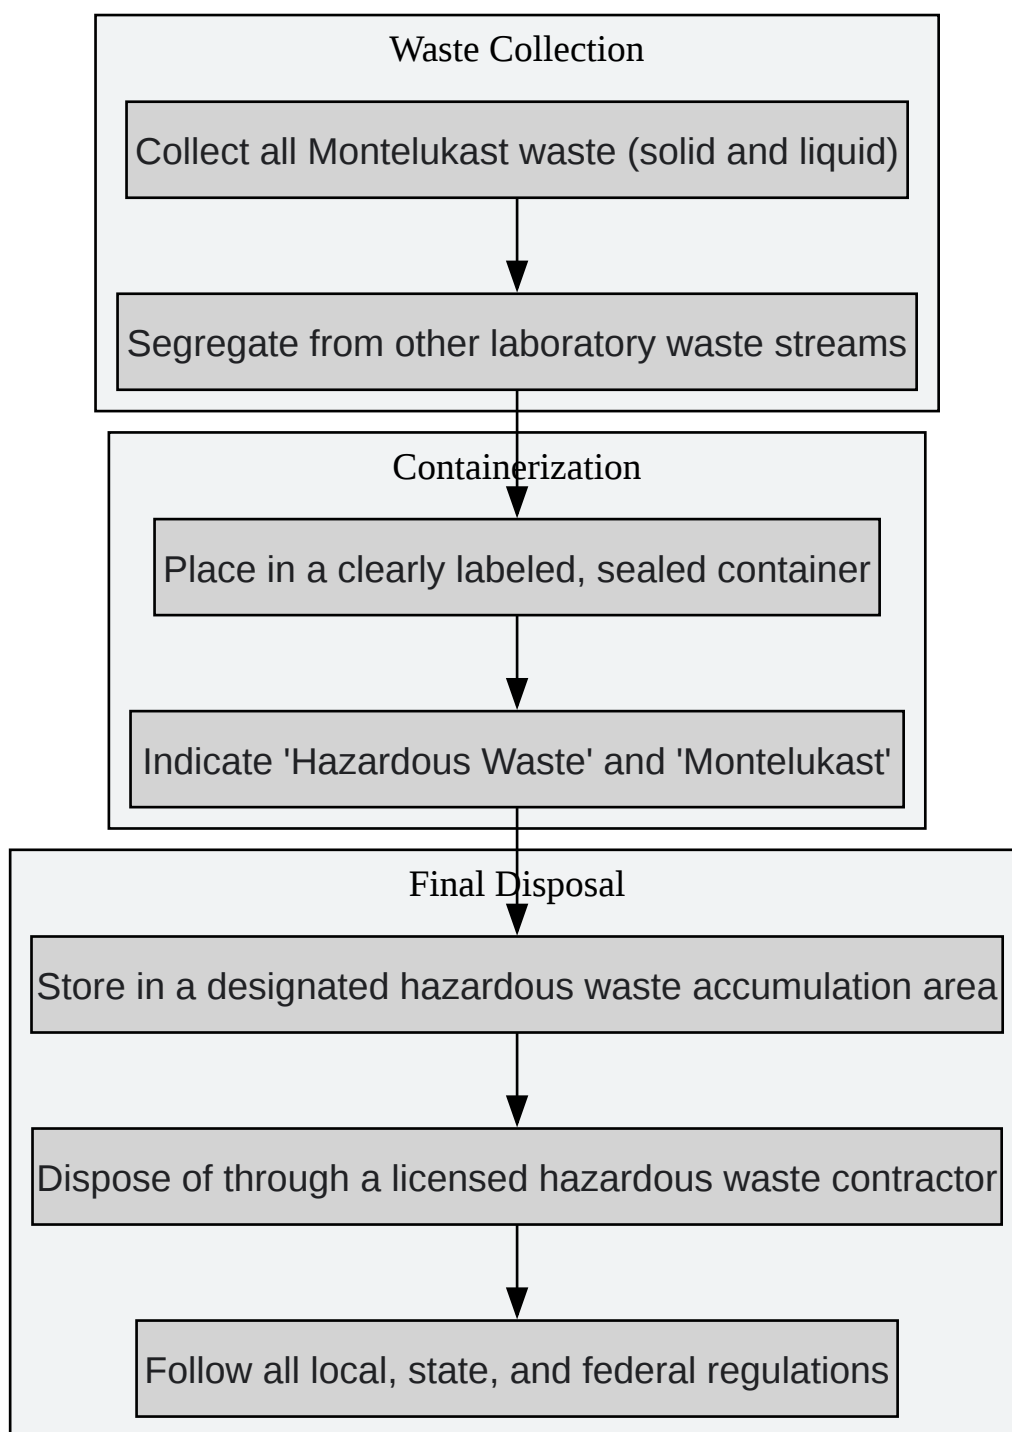 Waste Collection
Collect all Montelukast waste (solid and liquid)
Segregate from other laboratory waste streams
Containerization
Place in a clearly labeled, sealed container
Indicate 'Hazardous Waste' and 'Montelukast'
Final Disposal
Store in a designated hazardous waste accumulation area
Dispose of through a licensed hazardous waste contractor
Follow all local, state, and federal regulations